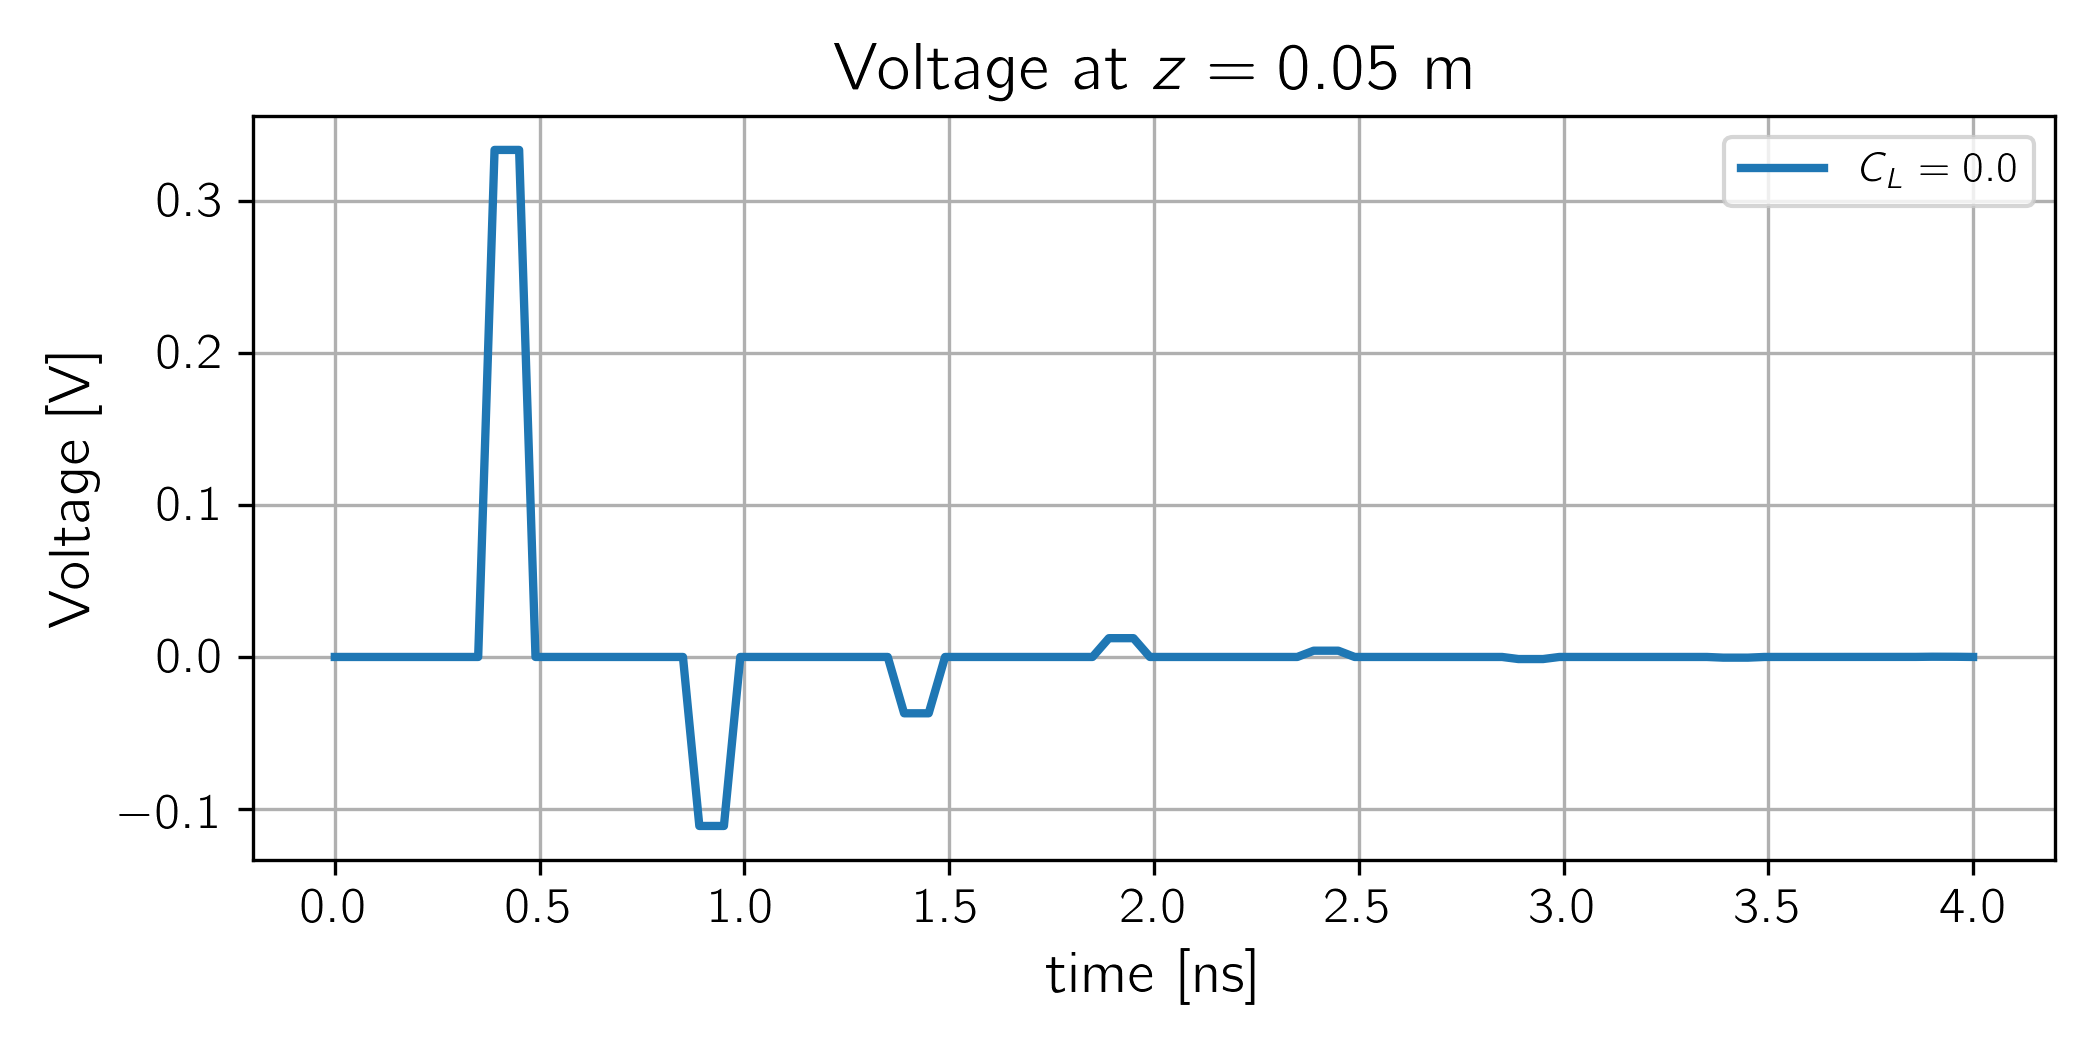 Voltage at z = 0.05 m
C_L = 0.0
Voltage [V]
0.3
0.2
0.1
0.0
−0.1
0.0 0.5 1.0 1.5 2.0 2.5 3.0 3.5 4.0
time [ns]